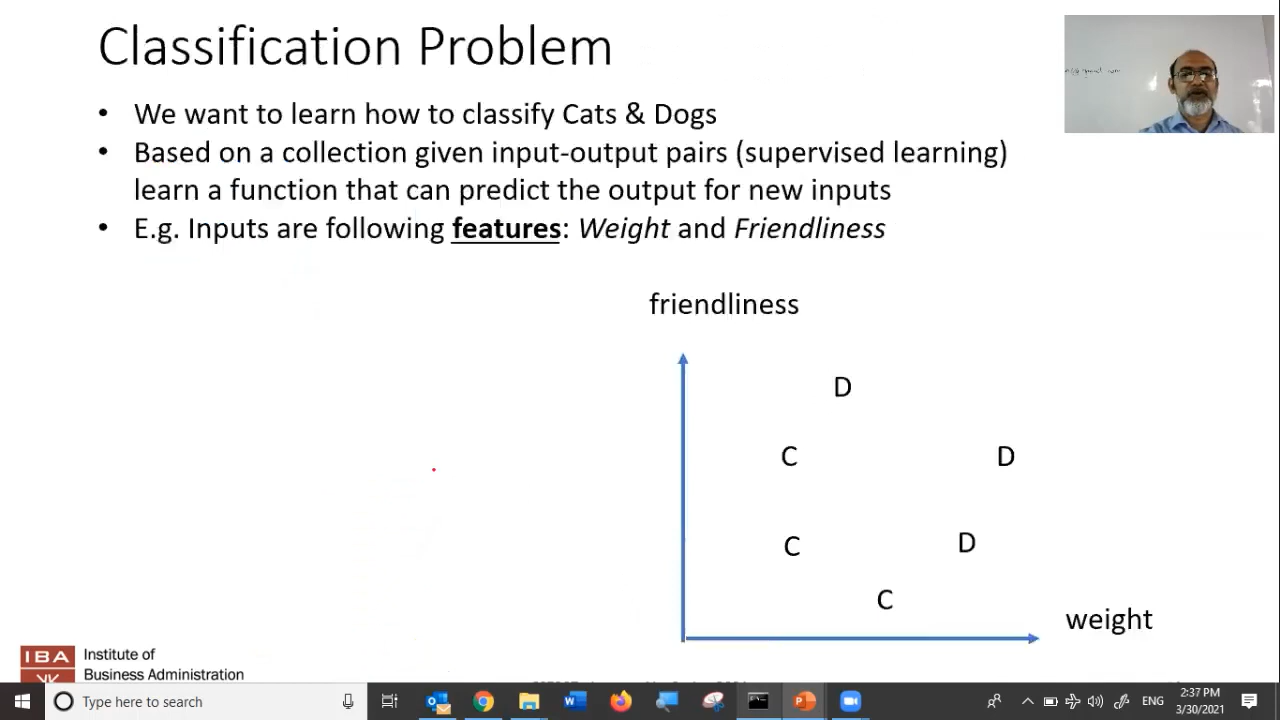 Classification Problem
• We want to learn how to classify Cats & Dogs
• Based on a collection given input-output pairs (supervised learning)
learn a function that can predict the output for new inputs
• E.g. Inputs are following features: Weight and Friendliness
friendliness
D
C D
C D
C
weight
IBA
Institute of
Business Administration
Type here to search
ENG
2:37 PM
3/30/2021